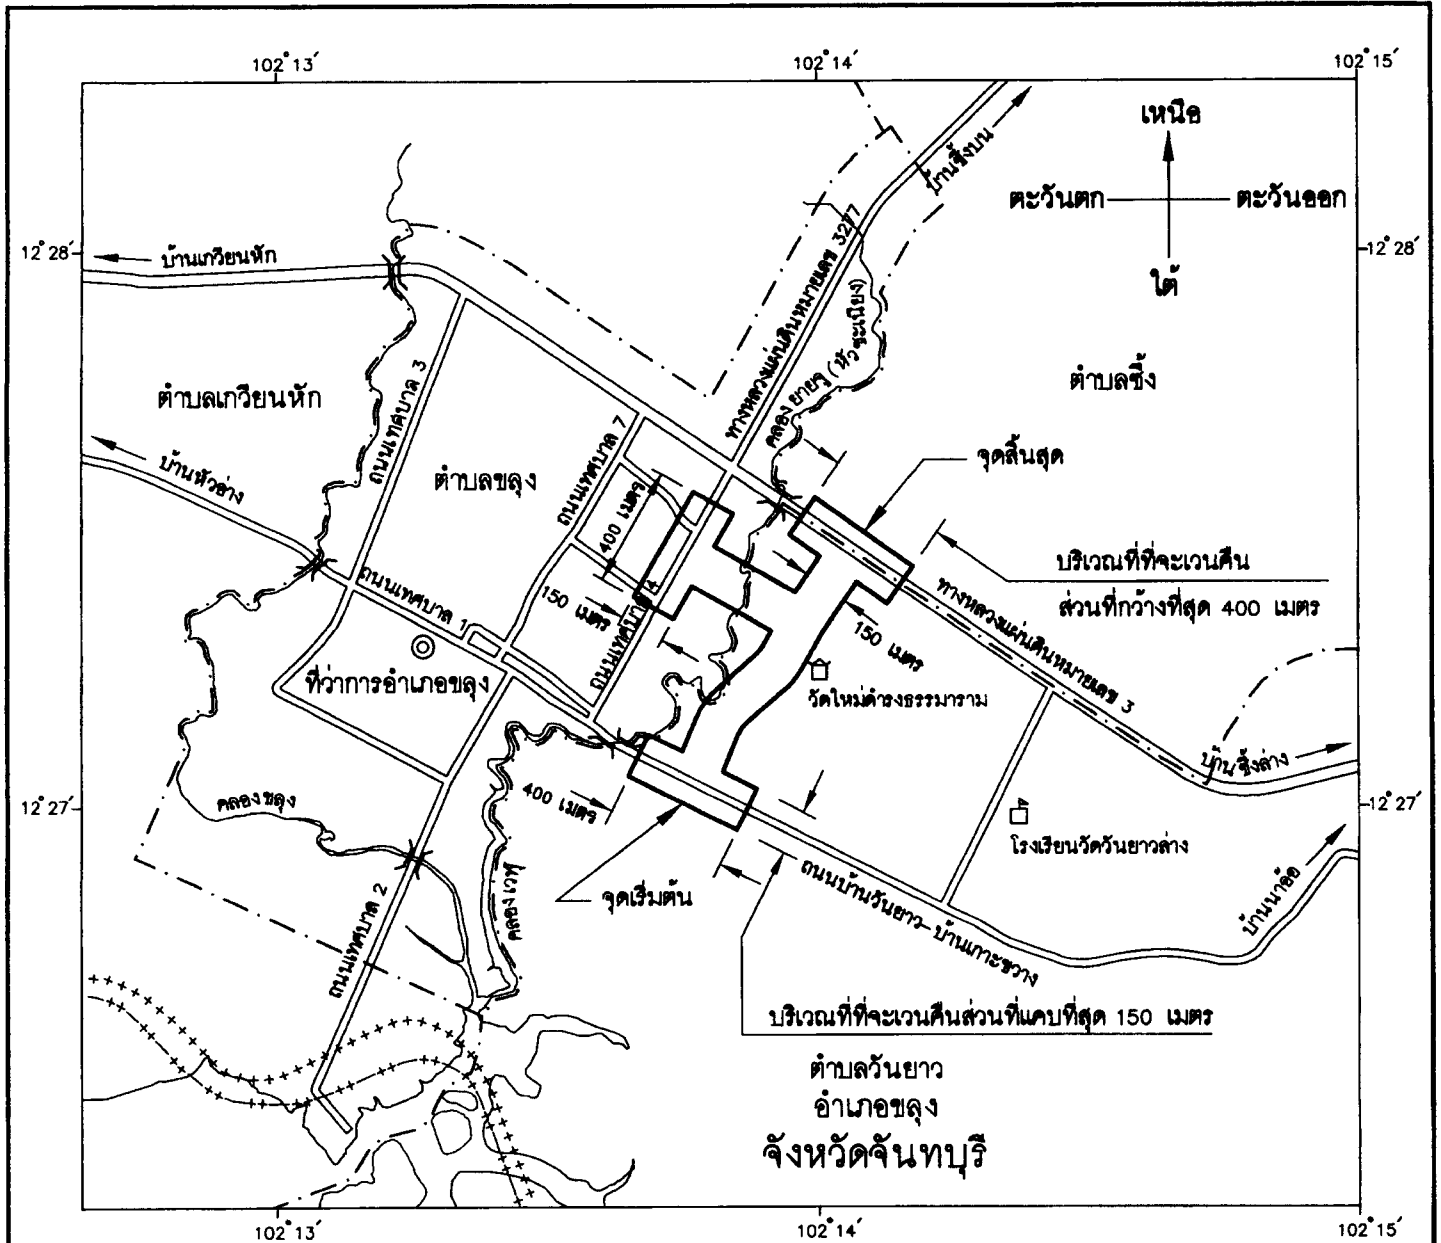 102°13′
102°14′
102°15′
เหนือ
ตะวันตก
ตะวันออก
ใต้
12°28′
12°28′
บ้านเกวียนหัก
บ้านซึ้งบน
ทางหลวงแผ่นดินหมายเลข 3277
คลองยายจู (หัวชะเนียง)
ตำบลซึ้ง
ตำบลเกวียนหัก
ถนนเทศบาล 3
บ้านหัวอ่าง
ตำบลขลุง
ถนนเทศบาล 7
จุดสิ้นสุด
400 เมตร
บริเวณที่ที่จะเวนคืน
ส่วนที่กว้างที่สุด 400 เมตร
ถนนเทศบาล 1
150 เมตร
ถนนเทศบาล 4
150 เมตร
ทางหลวงแผ่นดินหมายเลข 3
ที่ว่าการอำเภอขลุง
วัดใหม่ดำรงธรรมาราม
บ้านซึ้งล่าง
12°27′
12°27′
คลองขลุง
400 เมตร
โรงเรียนวัดวันยาวล่าง
จุดเริ่มต้น
คลองเวฬุ
ถนนบ้านวันยาว-บ้านเกาะขวาง
บ้านนาอ้อ
ถนนเทศบาล 2
บริเวณที่ที่จะเวนคืนส่วนที่แคบที่สุด 150 เมตร
ตำบลวันยาว
อำเภอขลุง
จังหวัดจันทบุรี
102°13′
102°14′
102°15′